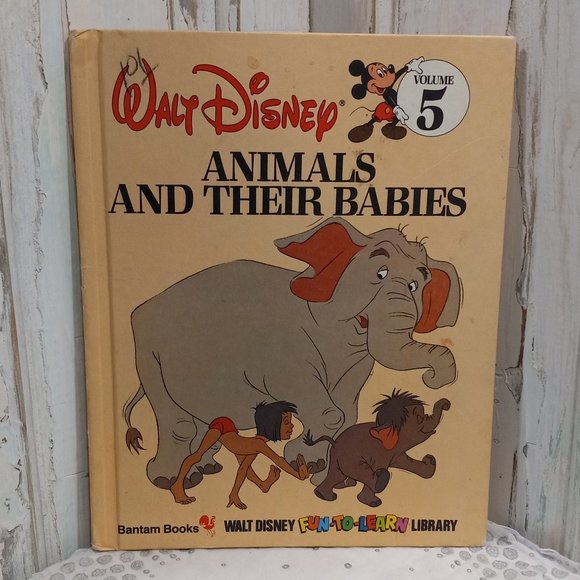 WALT DISNEY®
VOLUME
5
ANIMALS
AND THEIR BABIES
Bantam Books
WALT DISNEY FUN-TO-LEARN LIBRARY